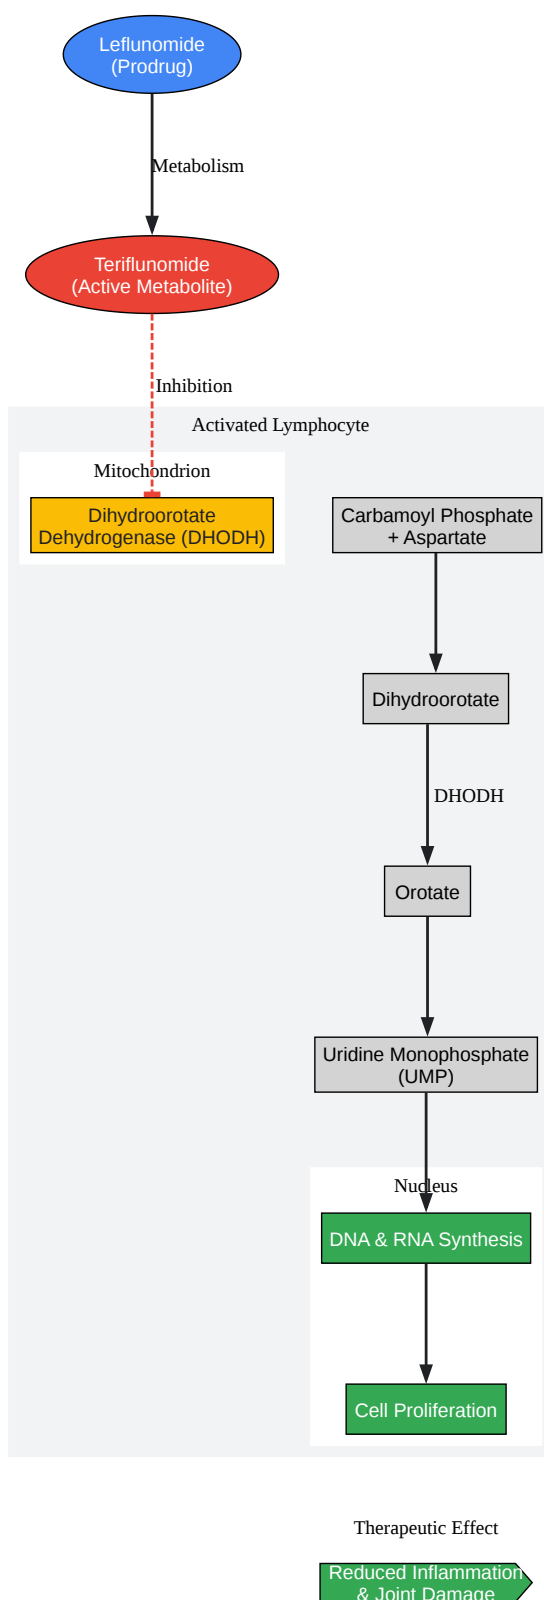 Leflunomide
(Prodrug)
Metabolism
Teriflunomide
(Active Metabolite)
Inhibition
Activated Lymphocyte
Mitochondrion
Dihydroorotate
Dehydrogenase (DHODH)
Carbamoyl Phosphate
+ Aspartate
Dihydroorotate
DHODH
Orotate
Uridine Monophosphate
(UMP)
Nucleus
DNA & RNA Synthesis
Cell Proliferation
Therapeutic Effect
Reduced Inflammation
& Joint Damage